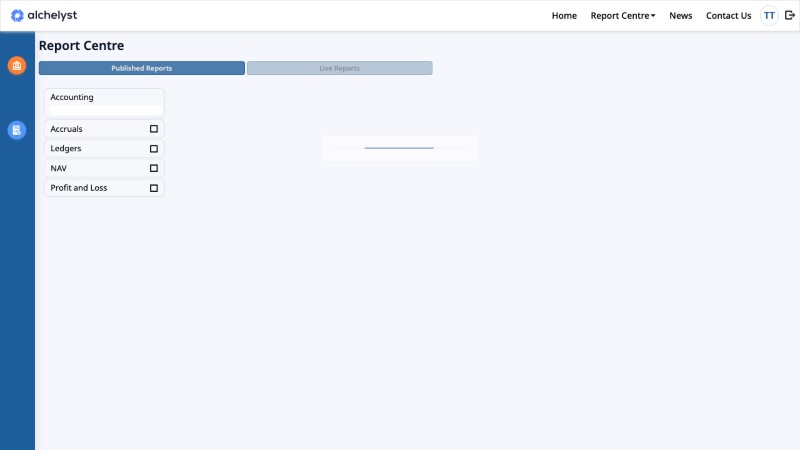 alchelyst
Home Report Centre News Contact Us TT
Report Centre
Published Reports Live Reports
Accounting
Accruals
Ledgers
NAV
Profit and Loss